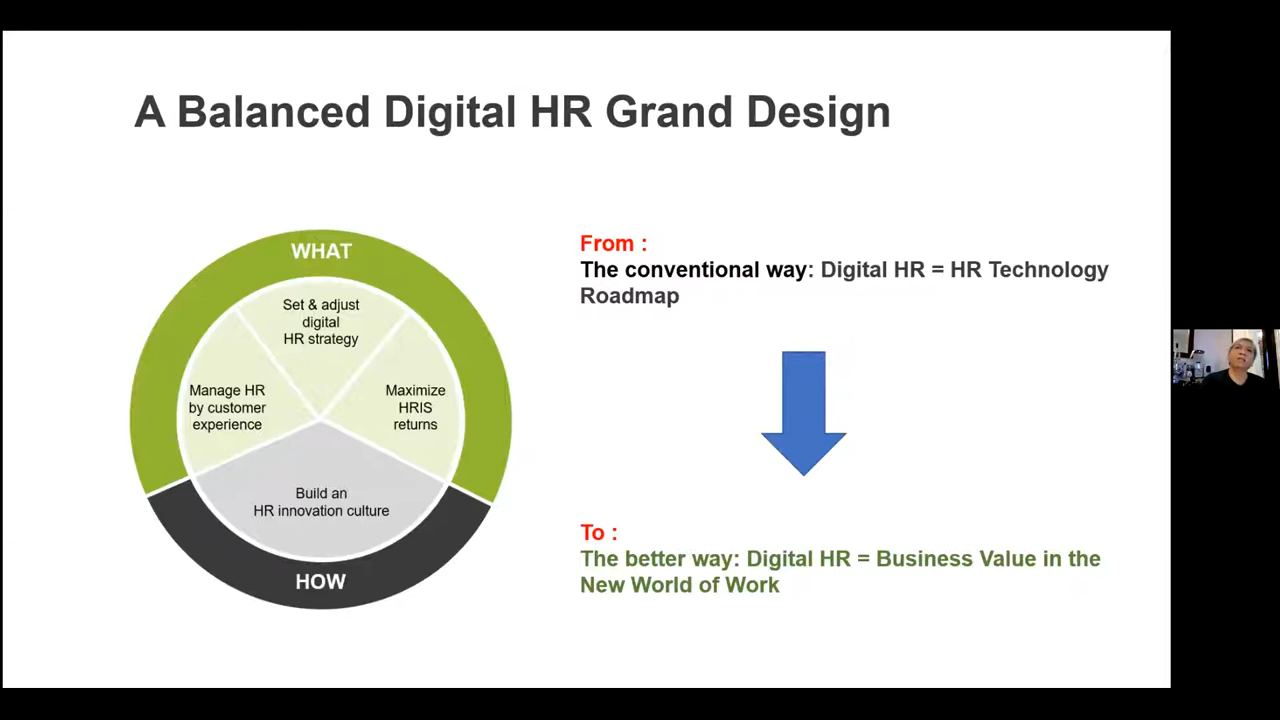 A Balanced Digital HR Grand Design
WHAT
Set & adjust
digital
HR strategy
Manage HR
by customer
experience
Maximize
HRIS
returns
Build an
HR innovation culture
HOW
From :
The conventional way: Digital HR = HR Technology
Roadmap
To :
The better way: Digital HR = Business Value in the
New World of Work